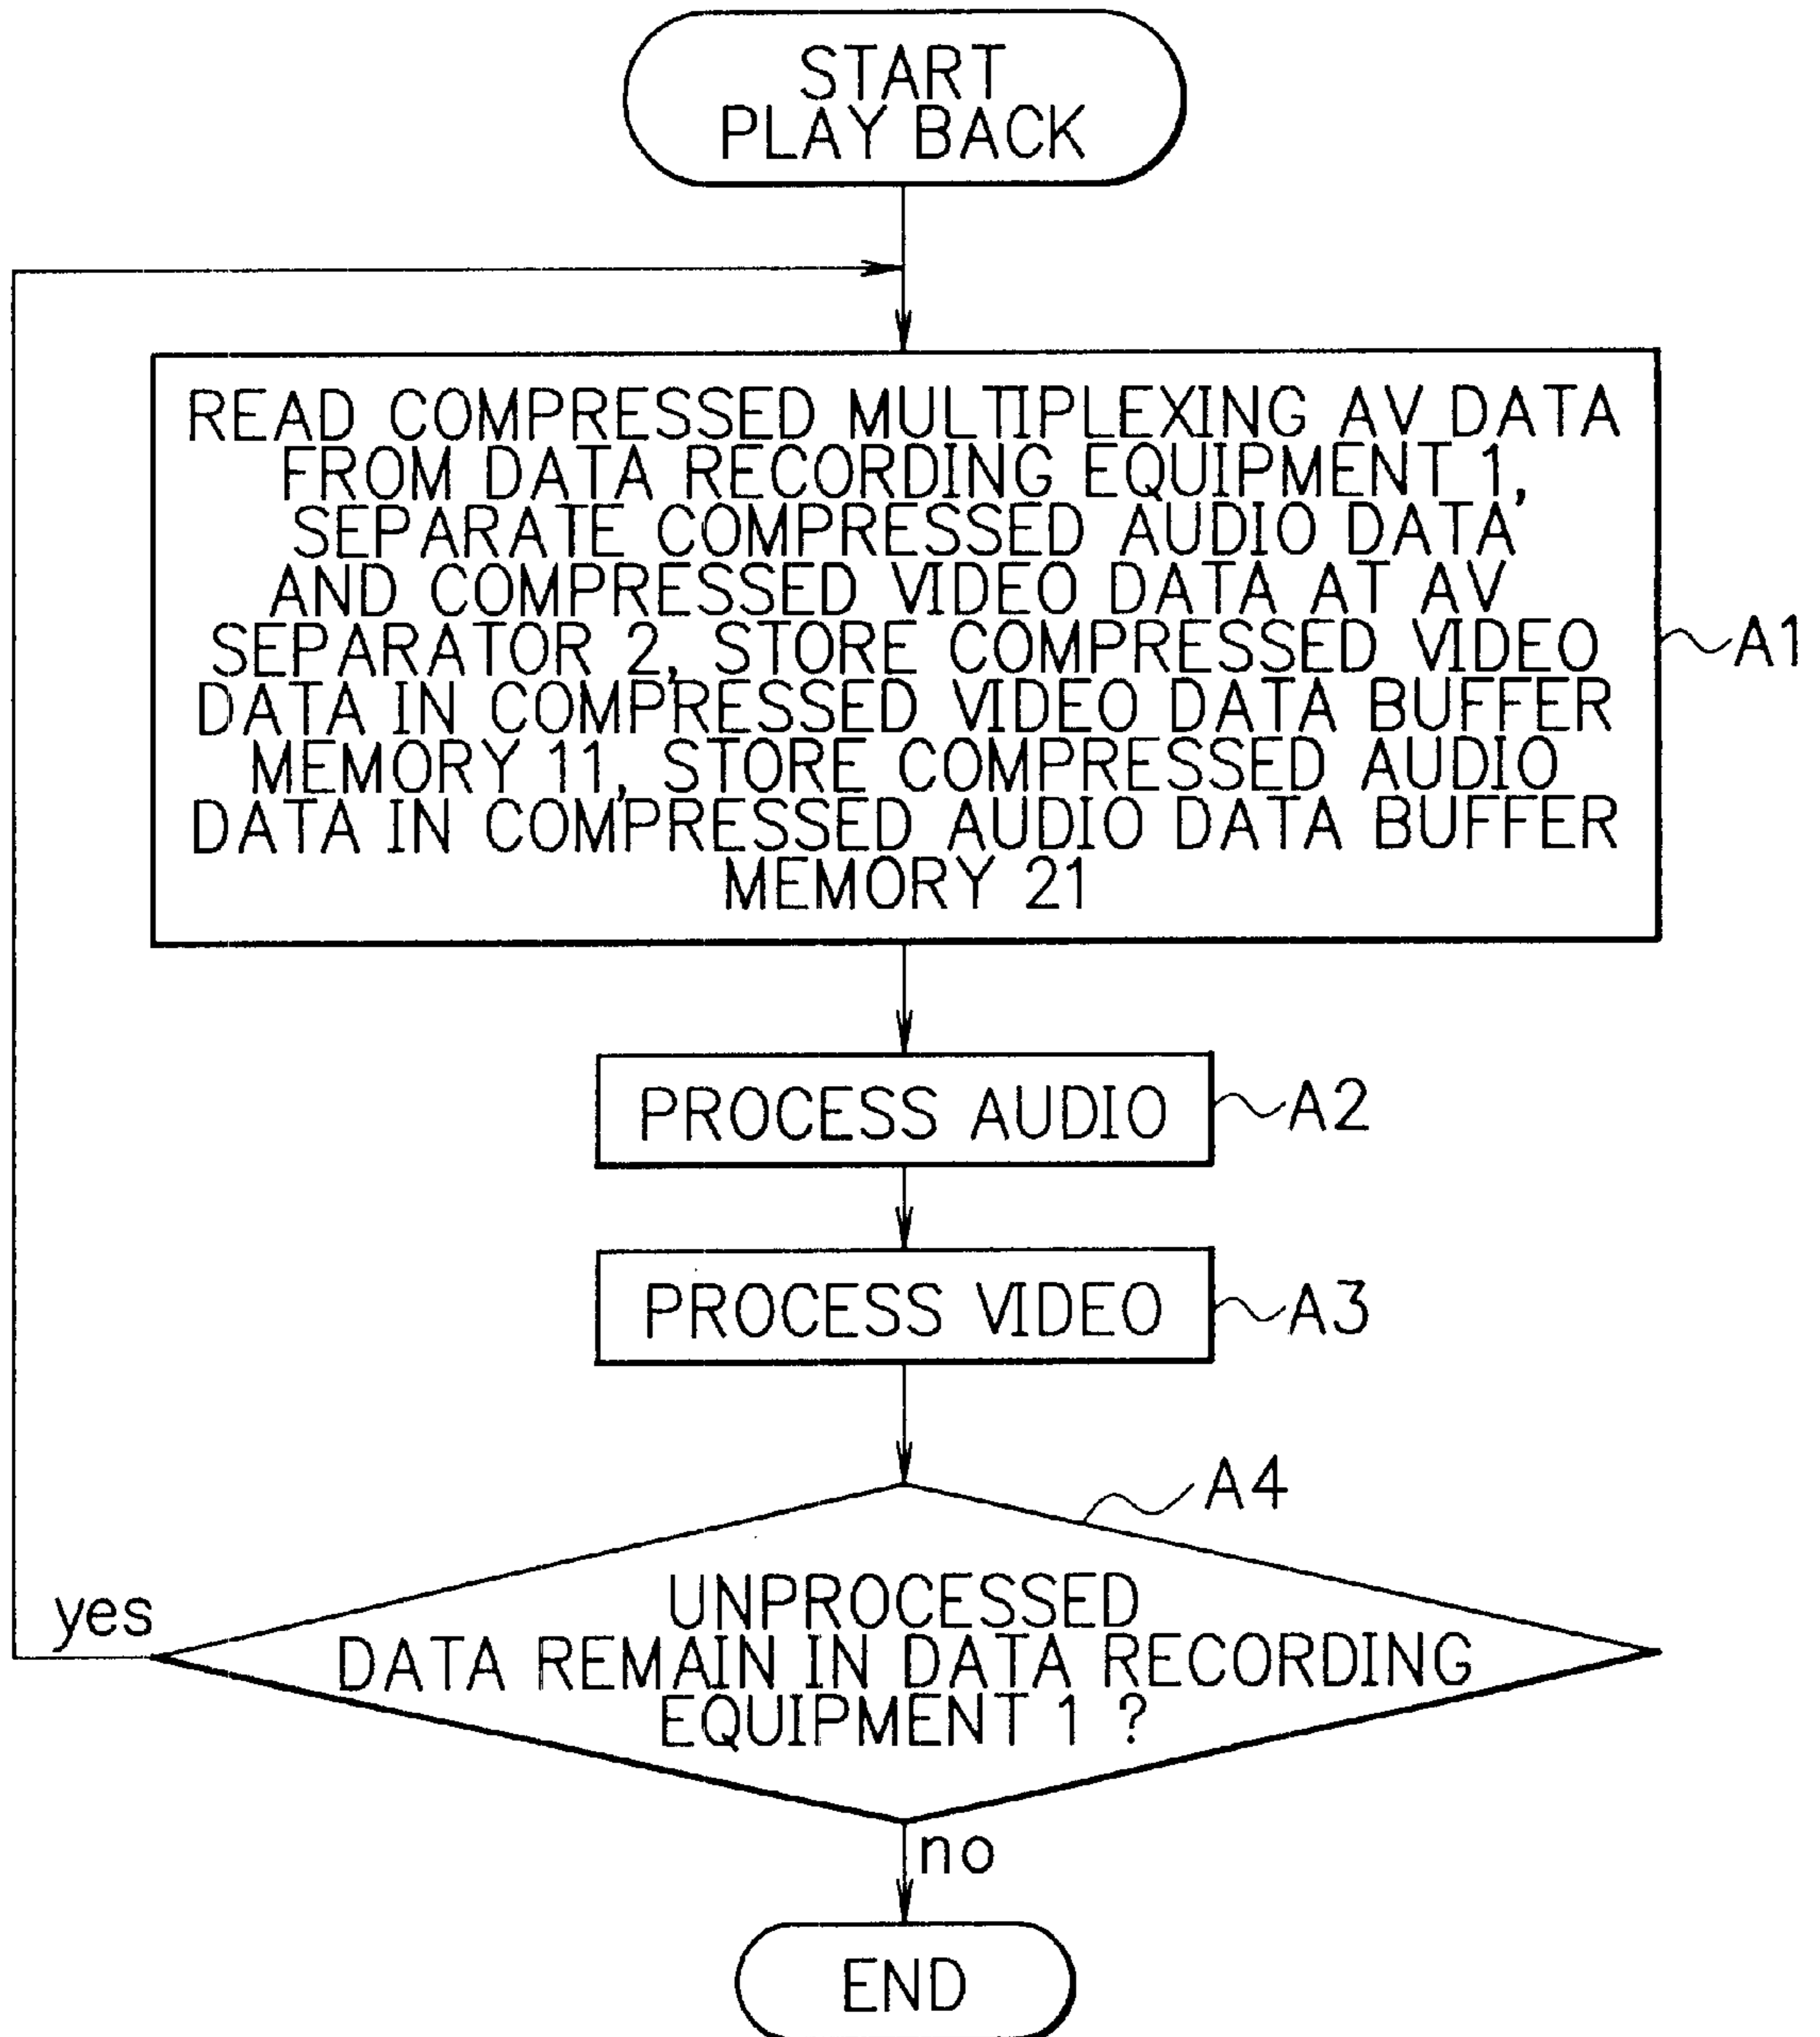 START
PLAY BACK
READ COMPRESSED MULTIPLEXING AV DATA
FROM DATA RECORDING EQUIPMENT 1,
SEPARATE COMPRESSED AUDIO DATA
AND COMPRESSED VIDEO DATA AT AV
SEPARATOR 2, STORE COMPRESSED VIDEO
DATA IN COMPRESSED VIDEO DATA BUFFER
MEMORY 11, STORE COMPRESSED AUDIO
DATA IN COMPRESSED AUDIO DATA BUFFER
MEMORY 21
A1
PROCESS AUDIO
A2
PROCESS VIDEO
A3
A4
UNPROCESSED
DATA REMAIN IN DATA RECORDING
EQUIPMENT 1 ?
yes
no
END